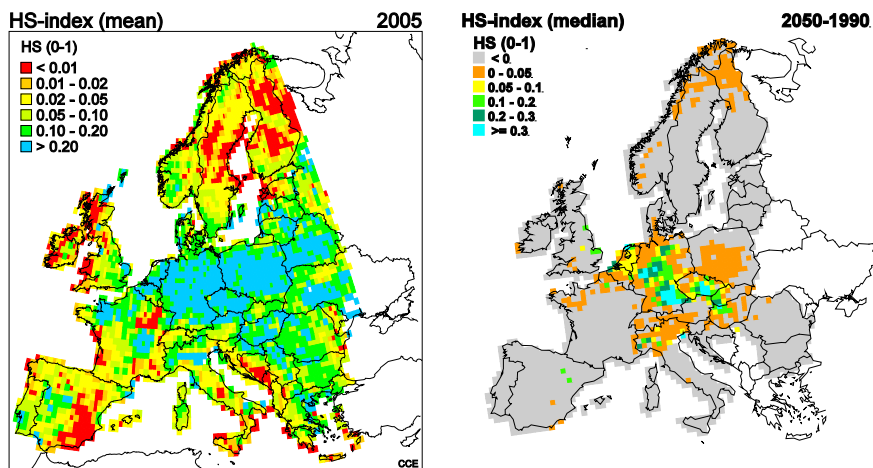 HS-index (mean) 2005
HS (0-1)
< 0.01
0.01 - 0.02
0.02 - 0.05
0.05 - 0.10
0.10 - 0.20
> 0.20
CCE
HS-index (median) 2050-1990
HS (0-1)
< 0
0 - 0.05
0.05 - 0.1
0.1 - 0.2
0.2 - 0.3
>= 0.3